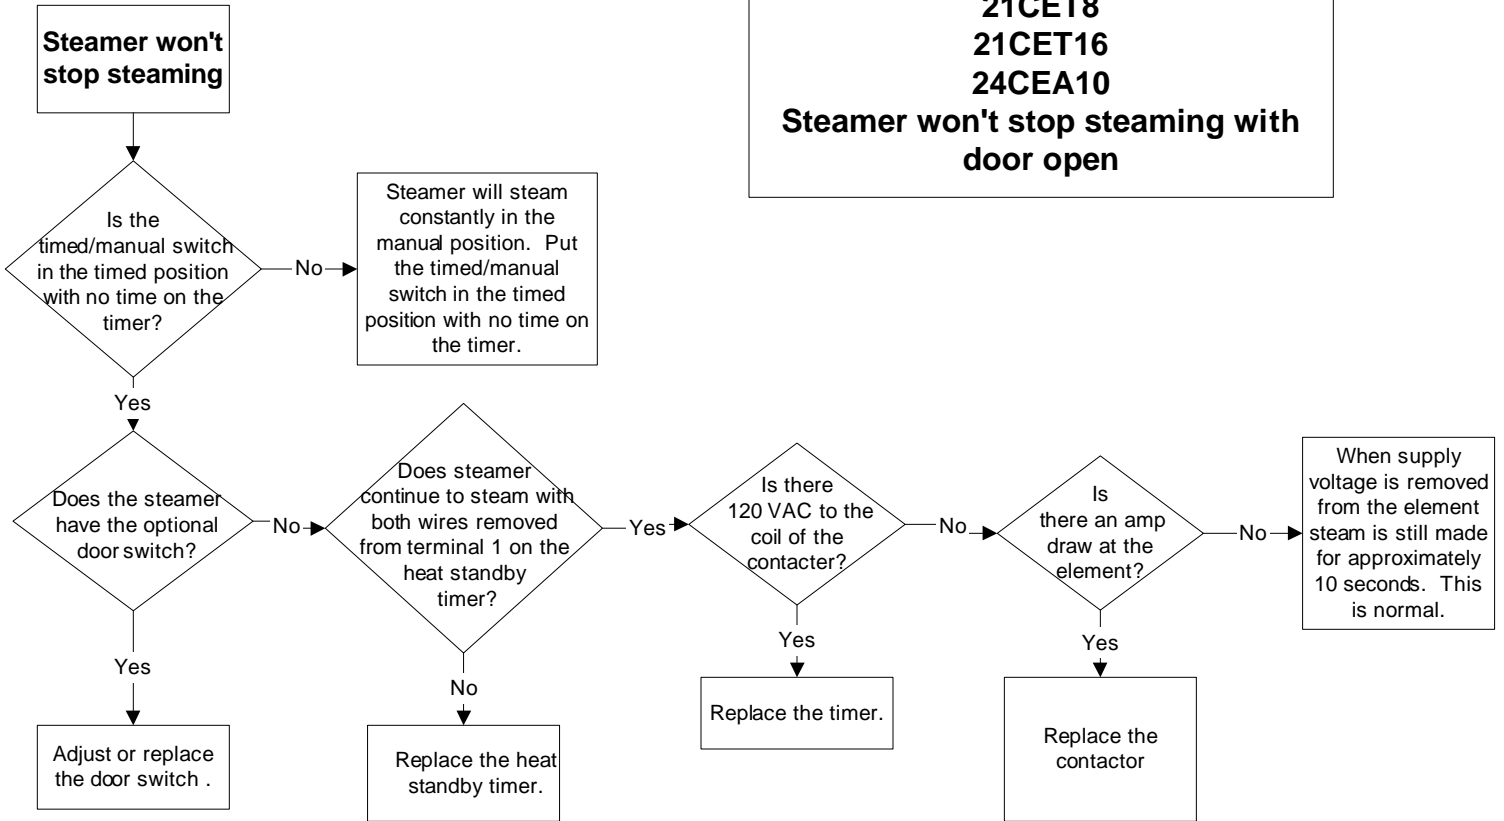 21CET8
21CET16
24CEA10
Steamer won't stop steaming with
door open
Steamer won't
stop steaming
Is the
timed/manual switch
in the timed position
with no time on the
timer?
No
Steamer will steam
constantly in the
manual position. Put
the timed/manual
switch in the timed
position with no time on
the timer.
Yes
Does the steamer
have the optional
door switch?
No
Does steamer
continue to steam with
both wires removed
from terminal 1 on the
heat standby
timer?
Yes
Is there
120 VAC to the
coil of the
contacter?
No
Is
there an amp
draw at the
element?
No
When supply
voltage is removed
from the element
steam is still made
for approximately
10 seconds. This
is normal.
Yes
Adjust or replace
the door switch .
No
Replace the heat
standby timer.
Yes
Replace the timer.
Yes
Replace the
contactor